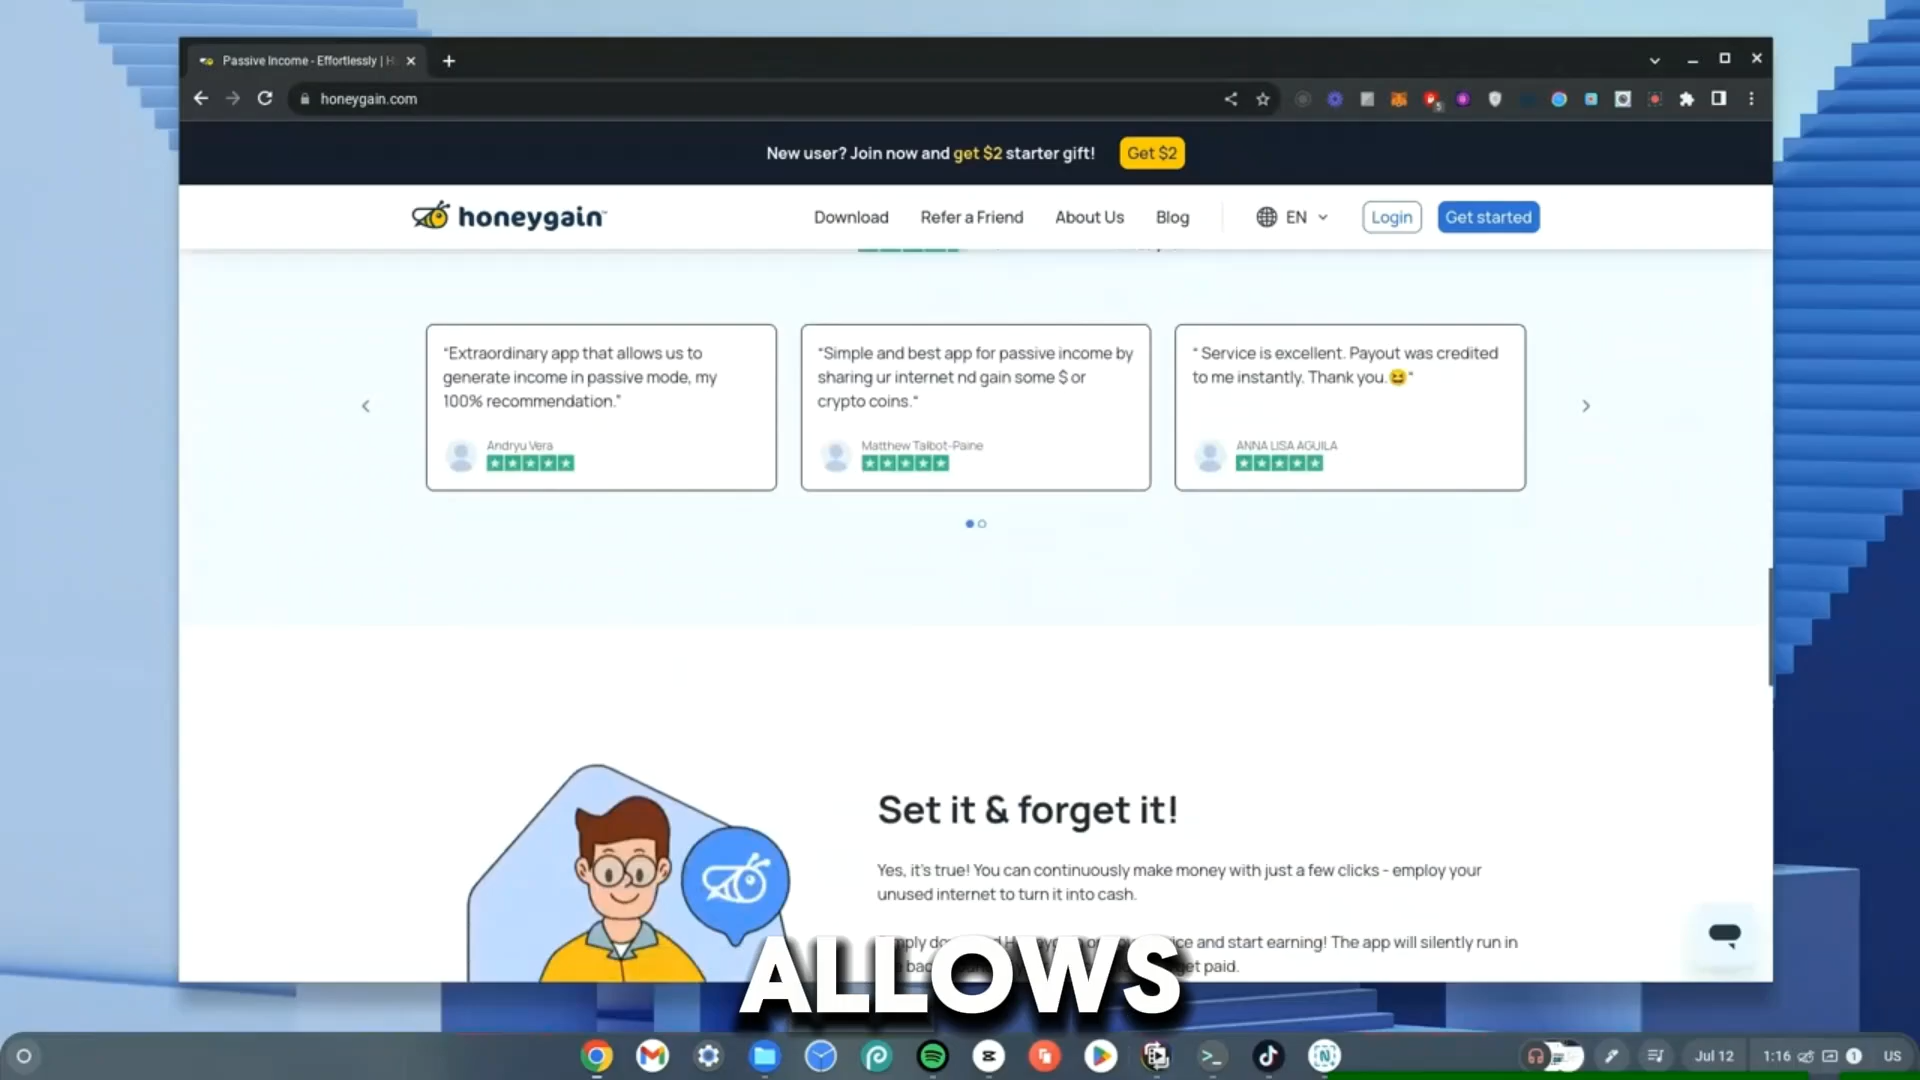 Passive Income - Effortlessly | H
honeygain.com
New user? Join now and get $2 starter gift!
Get $2
honeygain
Download
Refer a Friend
About Us
Blog
EN
Login
Get started
“Extraordinary app that allows us to
generate income in passive mode, my
100% recommendation.”
Andryu Vera
“Simple and best app for passive income by
sharing ur internet nd gain some $ or
crypto coins.“
Matthew Talbot-Paine
“ Service is excellent. Payout was credited
to me instantly. Thank you.😆“
ANNA LISA AGUILA
Set it & forget it!
Yes, it's true! You can continuously make money with just a few clicks - employ your
unused internet to turn it into cash.
and start earning! The app will silently run in
get paid.
ALLOWS
Jul 12
1:16
1
US